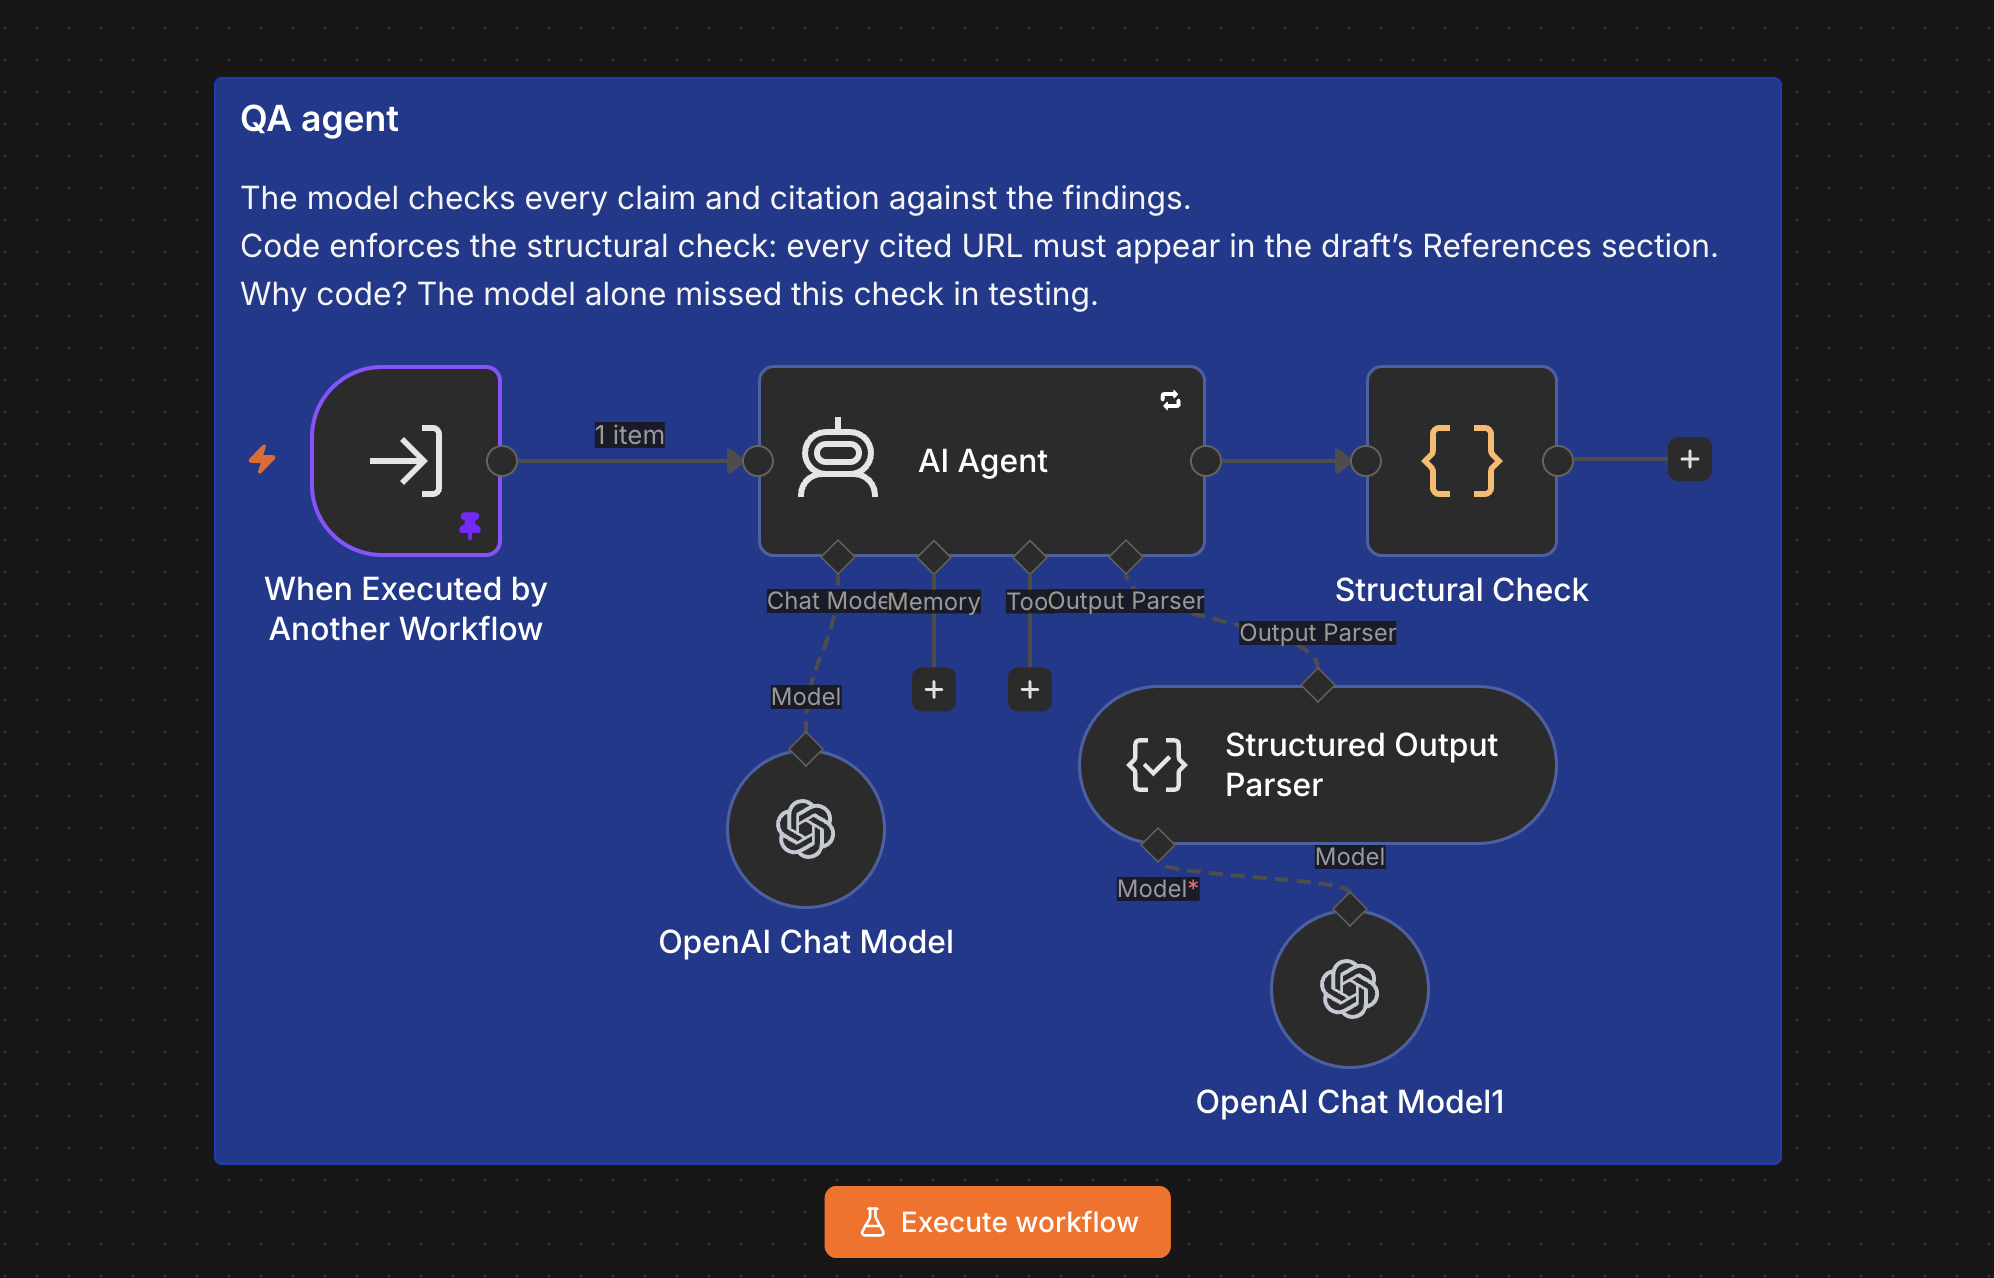 QA agent
The model checks every claim and citation against the findings.
Code enforces the structural check: every cited URL must appear in the draft’s References section.
Why code? The model alone missed this check in testing.
1 item
AI Agent
When Executed by
Another Workflow
Structural Check
Chat Mode
Memory
Too
Output Parser
Output Parser
Model
Structured Output
Parser
Model
Model*
OpenAI Chat Model
OpenAI Chat Model1
Execute workflow